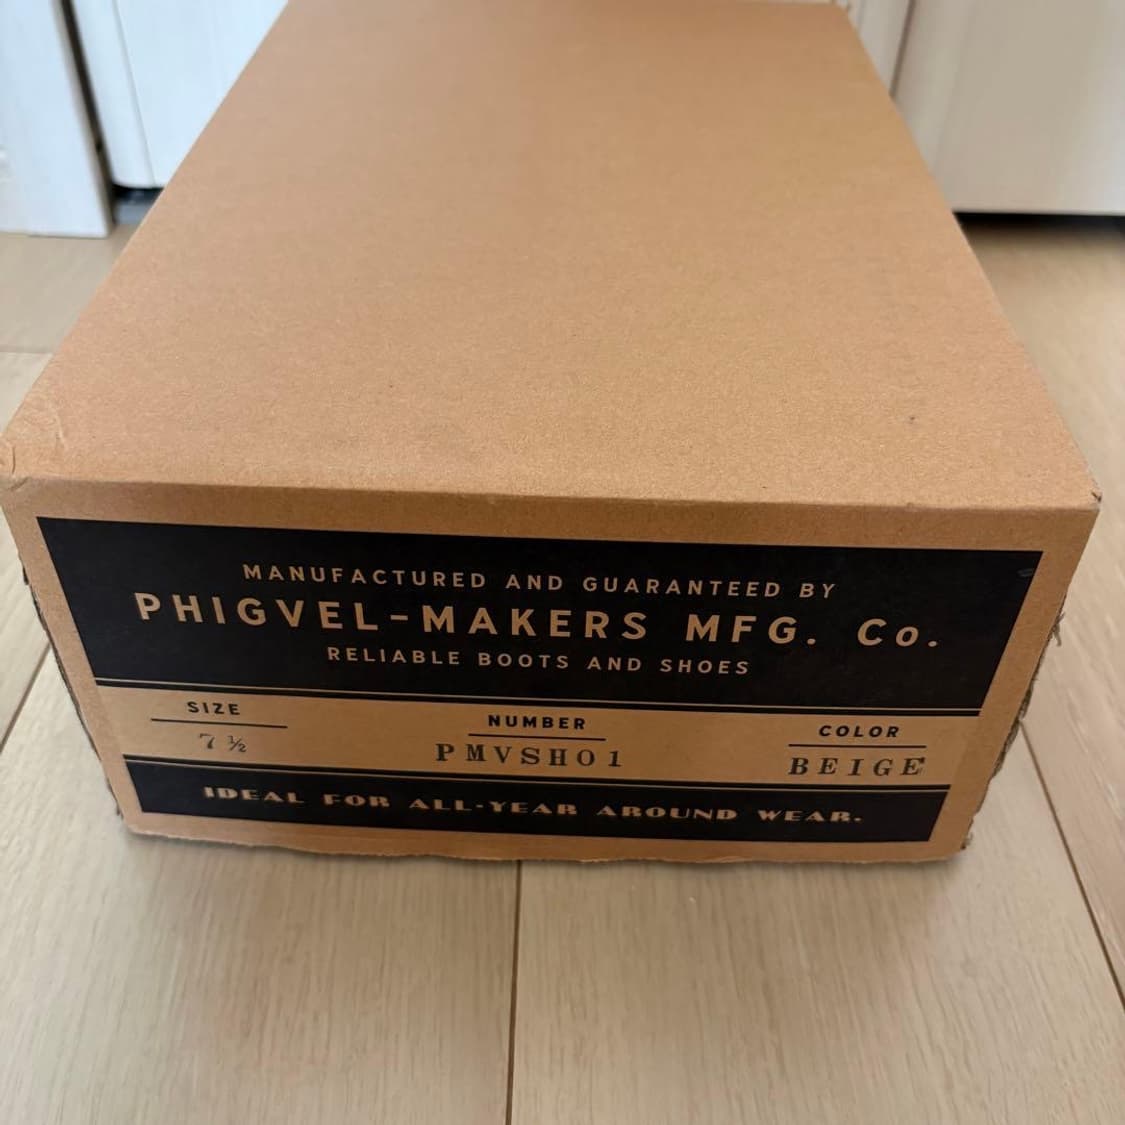 MANUFACTURED AND GUARANTEED BY
PHIGVEL-MAKERS MFG. Co.
RELIABLE BOOTS AND SHOES
SIZE
7 ½
NUMBER
PMVSH01
COLOR
BEIGE
IDEAL FOR ALL-YEAR AROUND WEAR.